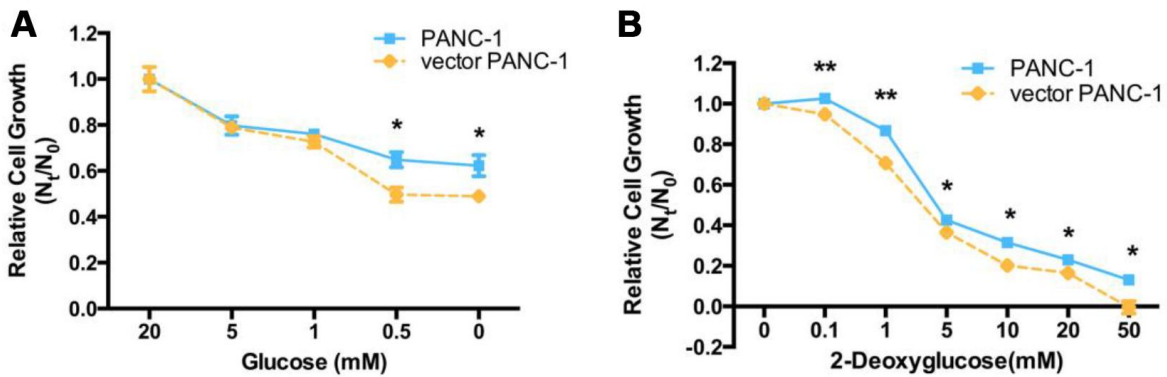 A
1.2
1.0
0.8
0.6
0.4
0.2
0.0
Relative Cell Growth
(Nt/N0)
PANC-1
vector PANC-1
*
*
20 5 1 0.5 0
Glucose (mM)
B
1.2
1.0
0.8
0.6
0.4
0.2
0.0
-0.2
Relative Cell Growth
(Nt/N0)
PANC-1
vector PANC-1
**
**
*
*
*
*
0 0.1 1 5 10 20 50
2-Deoxyglucose(mM)